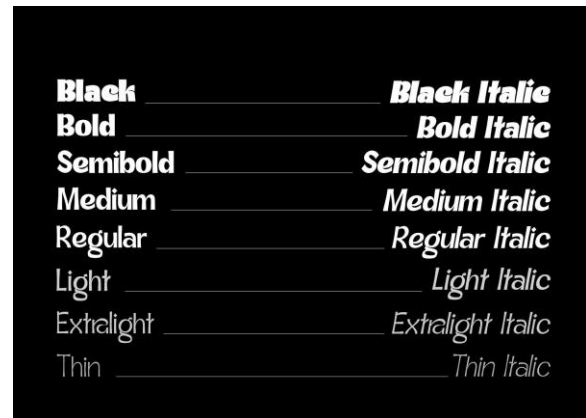 Black Black Italic
Bold Bold Italic
Semibold Semibold Italic
Medium Medium Italic
Regular Regular Italic
Light Light Italic
Extralight Extralight Italic
Thin Thin Italic